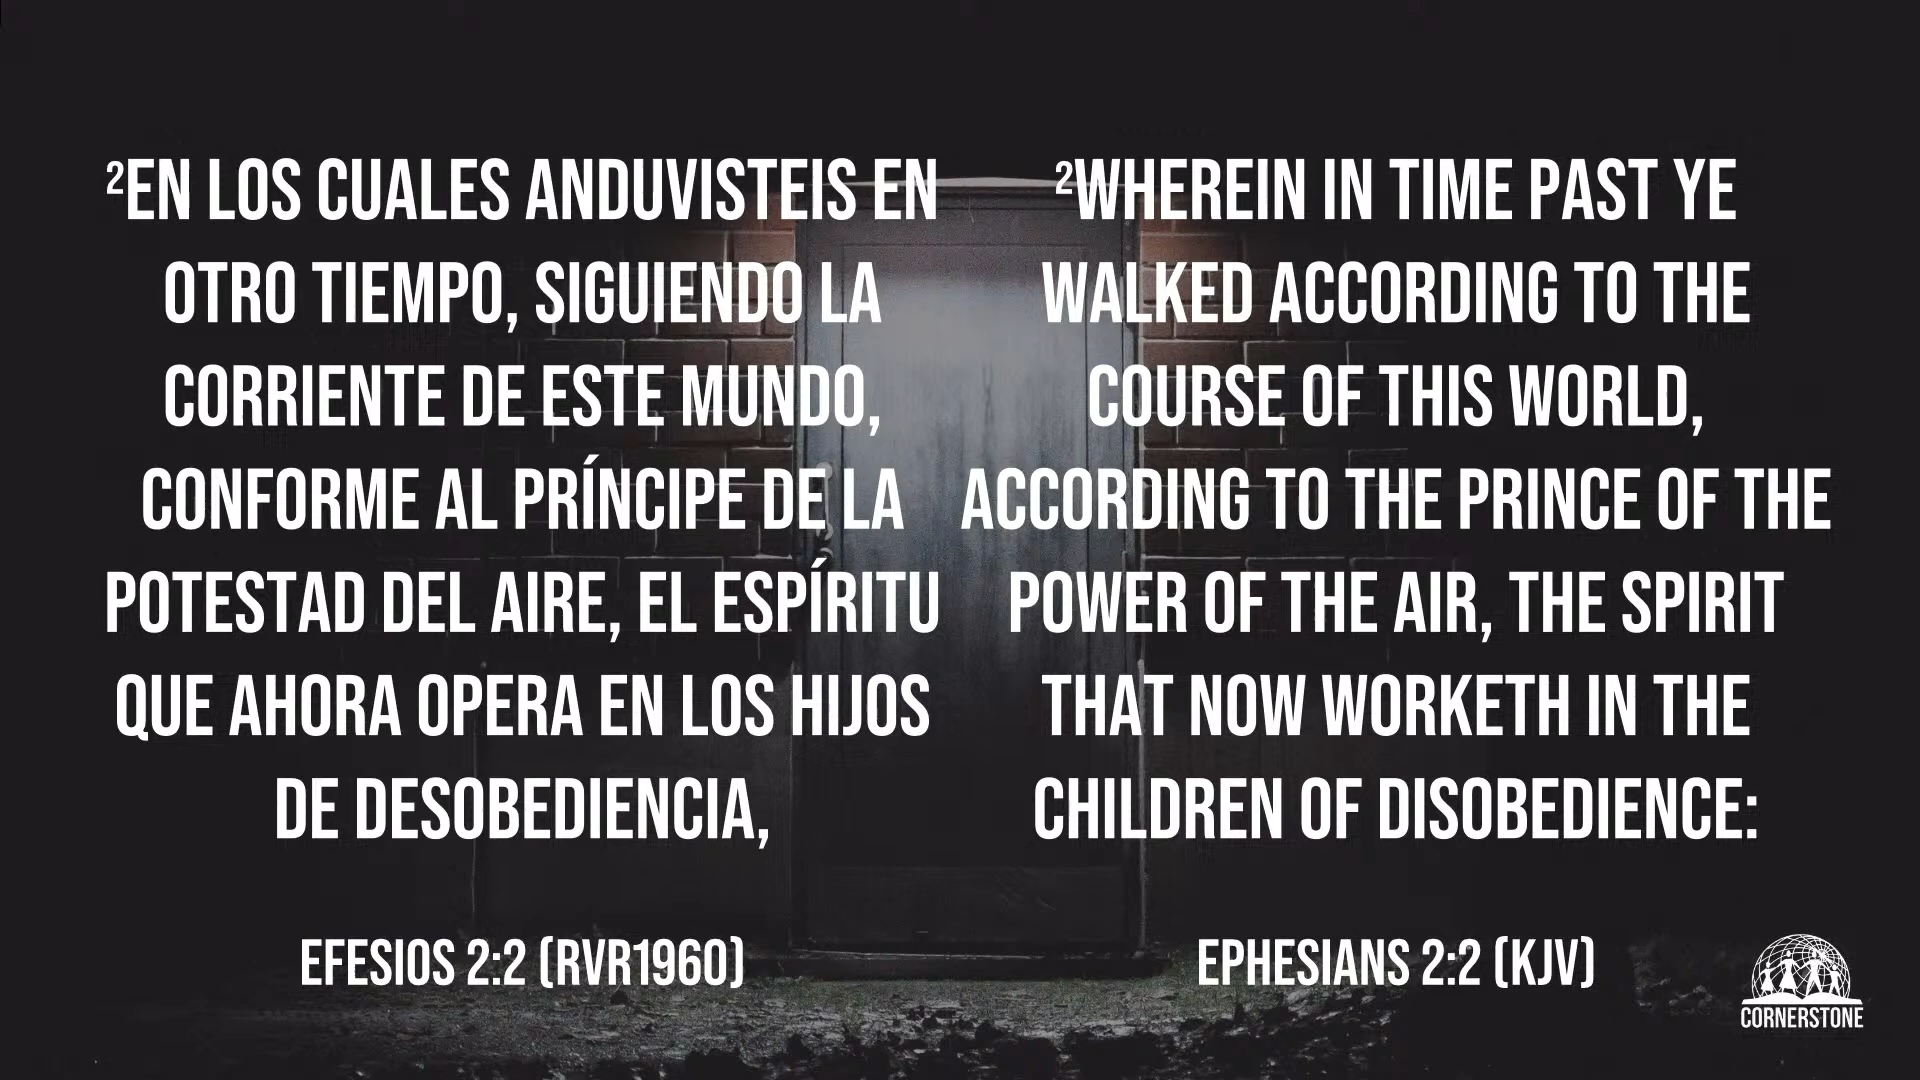 ²EN LOS CUALES ANDUVISTEIS EN
OTRO TIEMPO, SIGUIENDO LA
CORRIENTE DE ESTE MUNDO,
CONFORME AL PRÍNCIPE DE LA
POTESTAD DEL AIRE, EL ESPÍRITU
QUE AHORA OPERA EN LOS HIJOS
DE DESOBEDIENCIA,
EFESIOS 2:2 (RVR1960)
²WHEREIN IN TIME PAST YE
WALKED ACCORDING TO THE
COURSE OF THIS WORLD,
ACCORDING TO THE PRINCE OF THE
POWER OF THE AIR, THE SPIRIT
THAT NOW WORKETH IN THE
CHILDREN OF DISOBEDIENCE:
EPHESIANS 2:2 (KJV)
CORNERSTONE